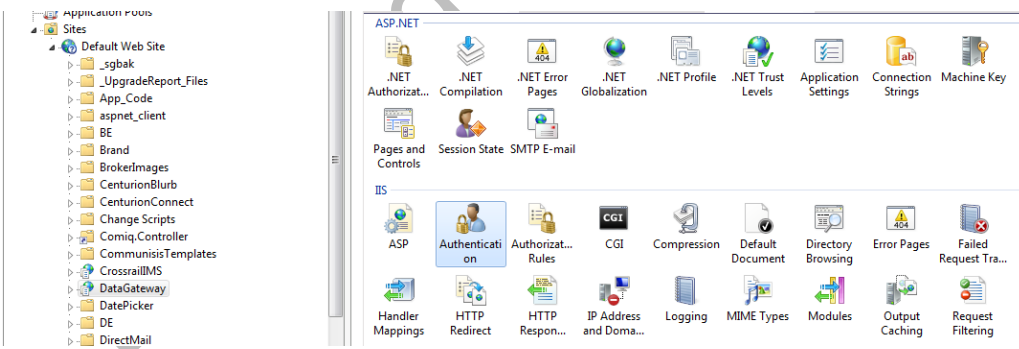 Application Pools
Sites
Default Web Site
_sgbak
_UpgradeReport_Files
App_Code
aspnet_client
BE
Brand
BrokerImages
CenturionBlurb
CenturionConnect
Change Scripts
Comiq.Controller
CommunisisTemplates
CrossrailIMS
DataGateway
DatePicker
DE
DirectMail
ASP.NET
.NET Authorizat...
.NET Compilation
.NET Error Pages
.NET Globalization
.NET Profile
.NET Trust Levels
Application Settings
Connection Strings
Machine Key
Pages and Controls
Session State
SMTP E-mail
IIS
ASP
Authenticati on
Authorizat... Rules
CGI
Compression
Default Document
Directory Browsing
Error Pages
Failed Request Tra...
Handler Mappings
HTTP Redirect
HTTP Respon...
IP Address and Doma...
Logging
MIME Types
Modules
Output Caching
Request Filtering